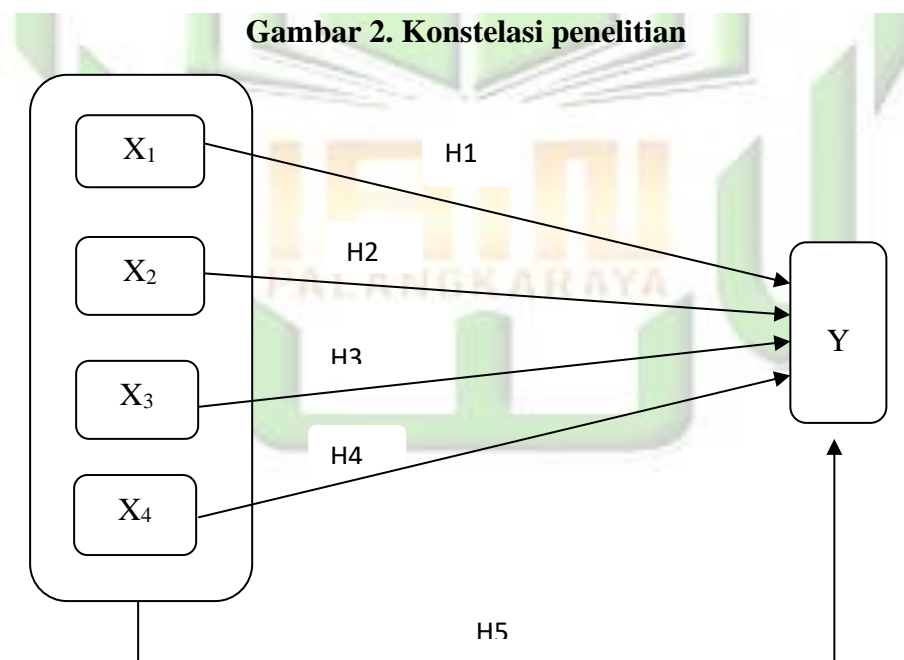 Gambar 2. Konstelasi penelitian
X₁
H1
X₂
H2
PALANGKARAYA
Y
X₃
H3
X₄
H4
H5